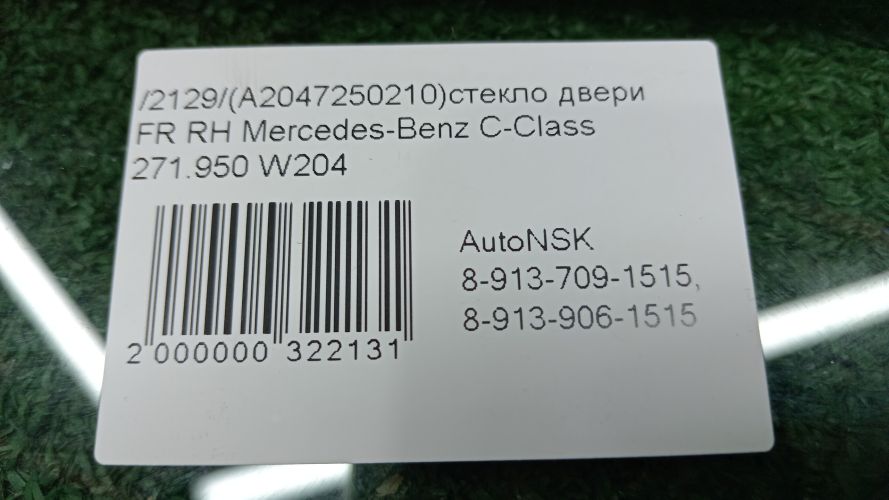 /2129/(A2047250210)стекло двери
FR RH Mercedes-Benz C-Class
271.950 W204
AutoNSK
8-913-709-1515,
8-913-906-1515
2 000000 322131